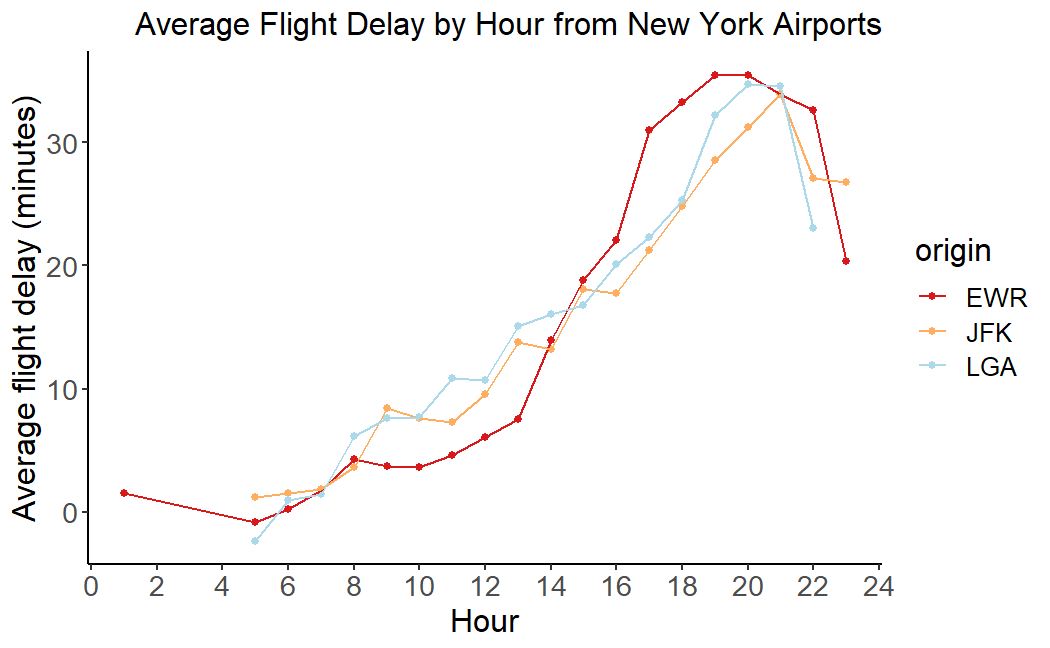 Average Flight Delay by Hour from New York Airports
Average flight delay (minutes)
30
20
10
0
0 2 4 6 8 10 12 14 16 18 20 22 24
Hour
origin
EWR
JFK
LGA